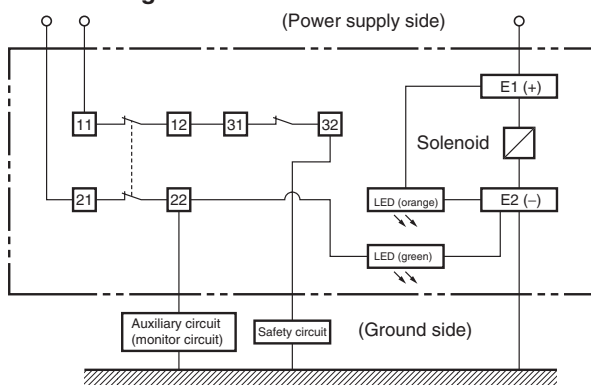 (Power supply side)
E1 (+)
11
12
31
32
Solenoid
21
22
LED (orange)
E2 (−)
LED (green)
Auxiliary circuit
(monitor circuit)
Safety circuit
(Ground side)